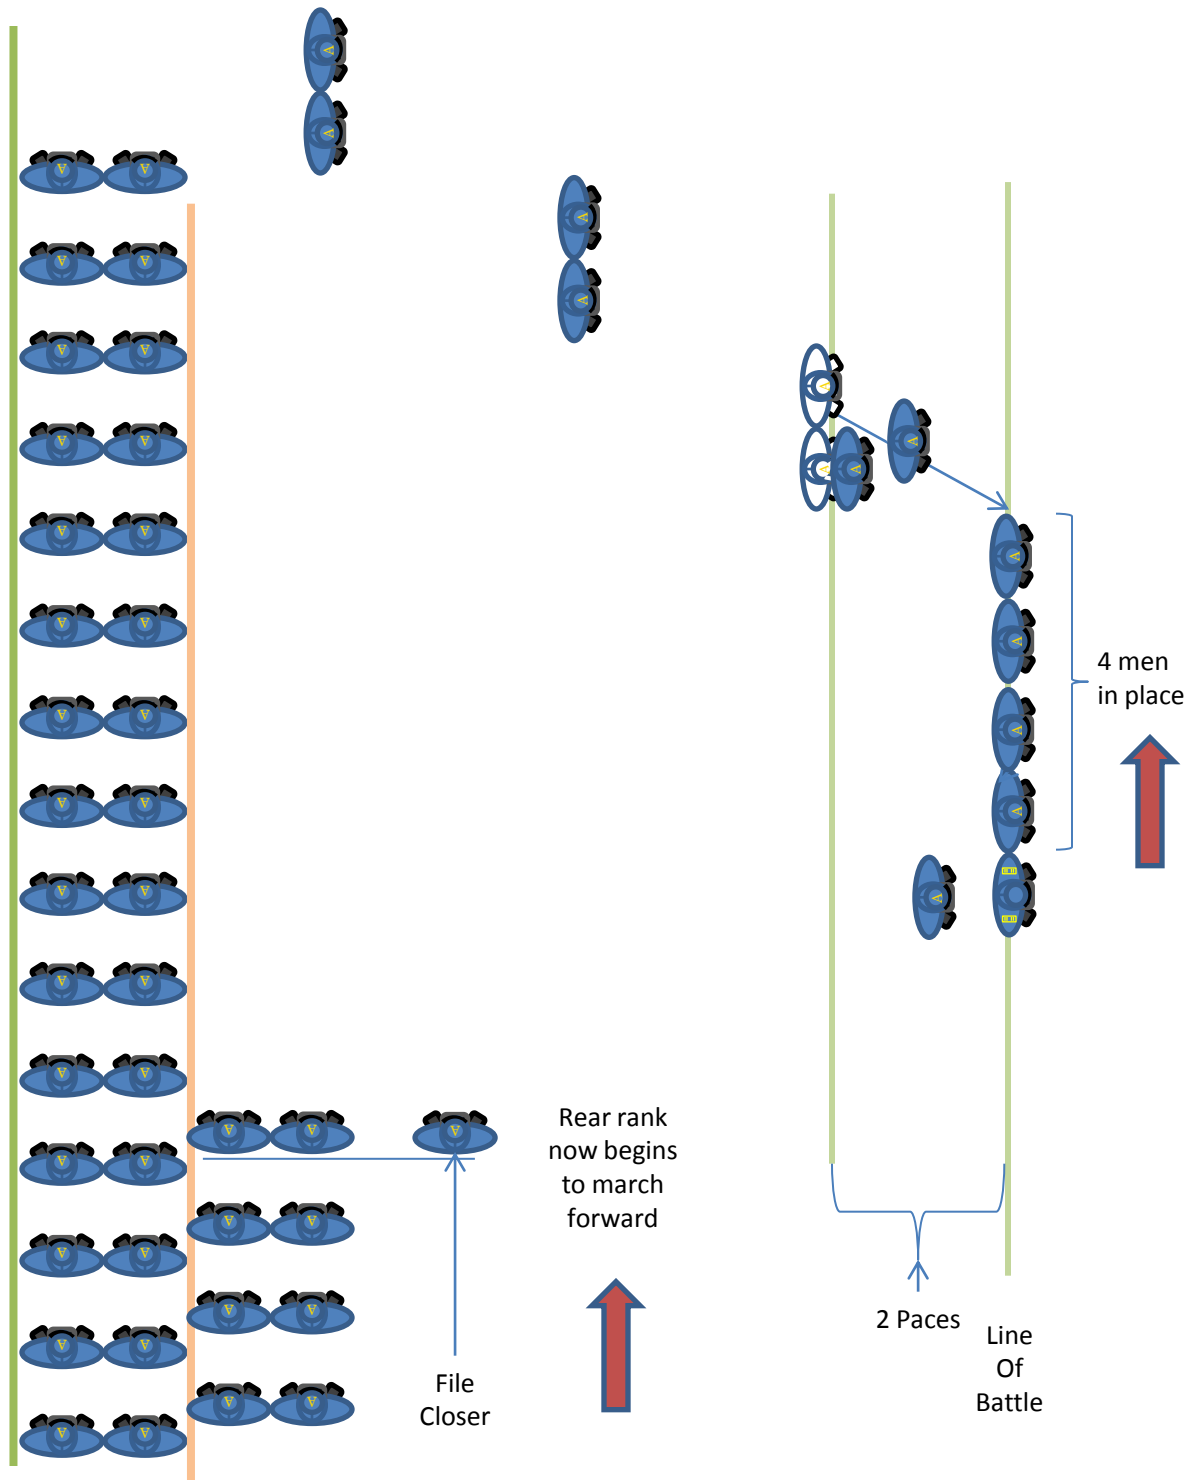 4 men
in place
Rear rank
now begins
to march
forward
File
Closer
2 Paces
Line
Of
Battle